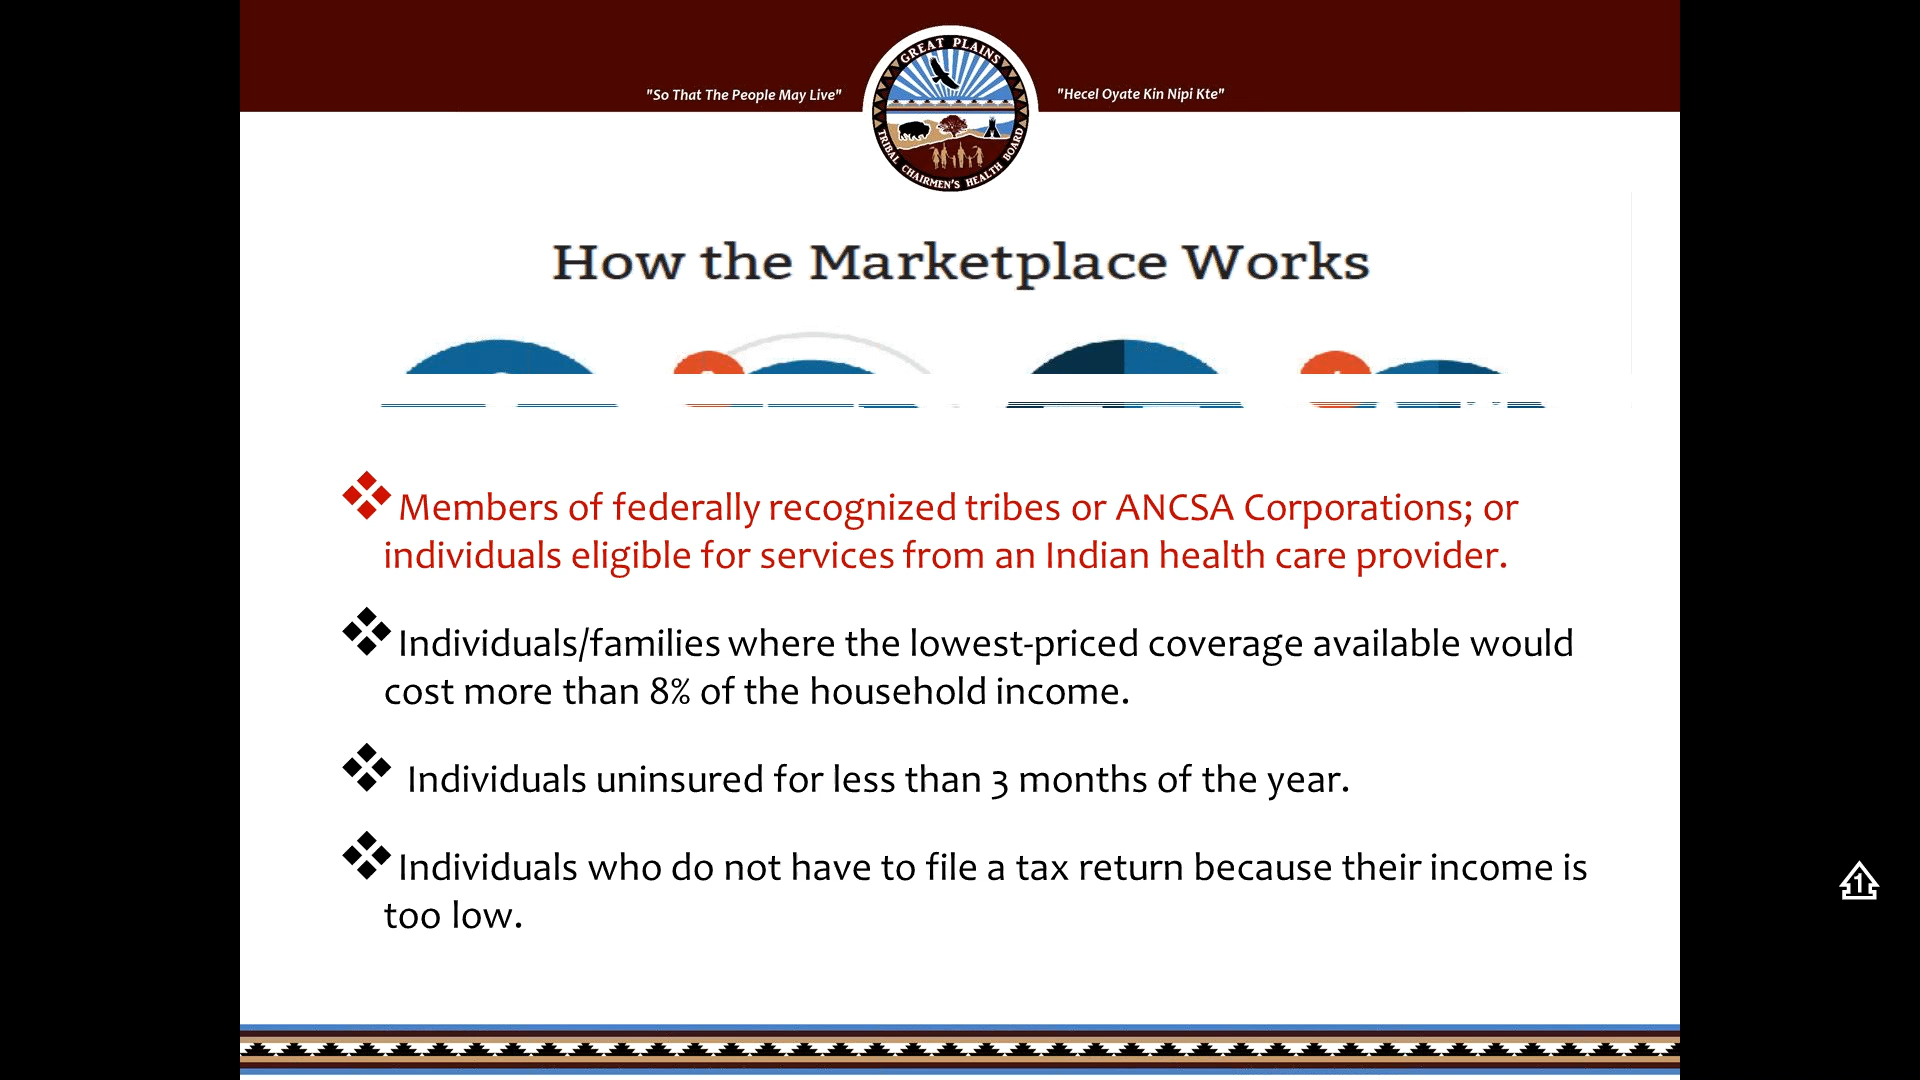 "So That The People May Live"
GREAT PLAINS
TRIBAL CHAIRMEN'S HEALTH BOARD
"Hecel Oyate Kin Nipi Kte"
How the Marketplace Works
❖Members of federally recognized tribes or ANCSA Corporations; or
individuals eligible for services from an Indian health care provider.
❖Individuals/families where the lowest-priced coverage available would
cost more than 8% of the household income.
❖ Individuals uninsured for less than 3 months of the year.
❖Individuals who do not have to file a tax return because their income is
too low.
1